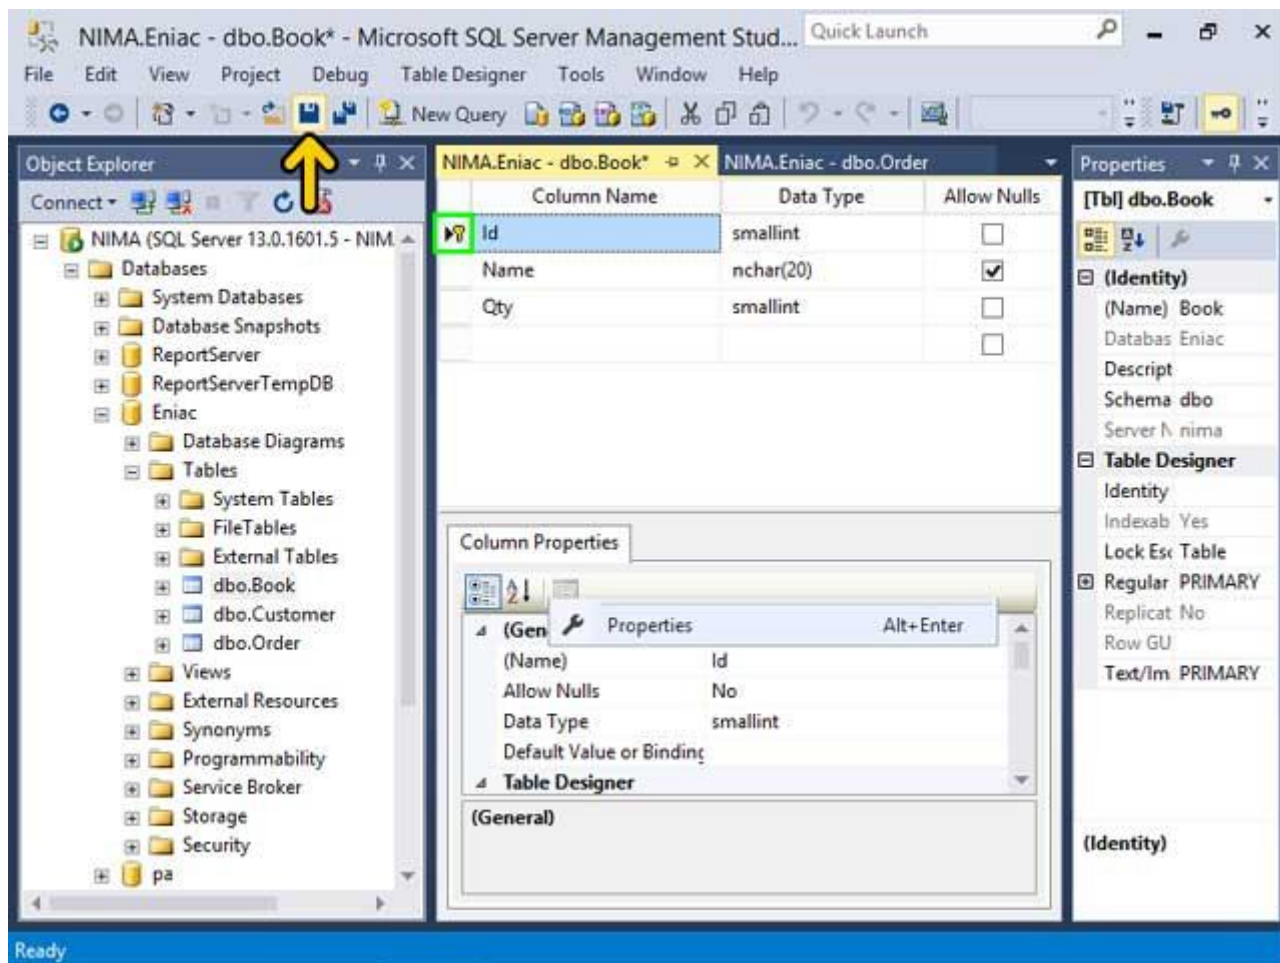 NIMA.Eniac - dbo.Book* - Microsoft SQL Server Management Stud... Quick Launch
File Edit View Project Debug Table Designer Tools Window Help
New Query
Object Explorer
Connect
NIMA (SQL Server 13.0.1601.5 - NIM
Databases
System Databases
Database Snapshots
ReportServer
ReportServerTempDB
Eniac
Database Diagrams
Tables
System Tables
FileTables
External Tables
dbo.Book
dbo.Customer
dbo.Order
Views
External Resources
Synonyms
Programmability
Service Broker
Storage
Security
pa
NIMA.Eniac - dbo.Book* NIMA.Eniac - dbo.Order
Column Name Data Type Allow Nulls
Id smallint
Name nchar(20)
Qty smallint
Column Properties
(Gen
Properties Alt+Enter
(Name) Id
Allow Nulls No
Data Type smallint
Default Value or Binding
Table Designer
(General)
Properties
[Tbl] dbo.Book
(Identity)
(Name) Book
Databas Eniac
Descript
Schema dbo
Server N nima
Table Designer
Identity
Indexab Yes
Lock Esc Table
Regular PRIMARY
Replicat No
Row GU
Text/Im PRIMARY
(Identity)
Ready